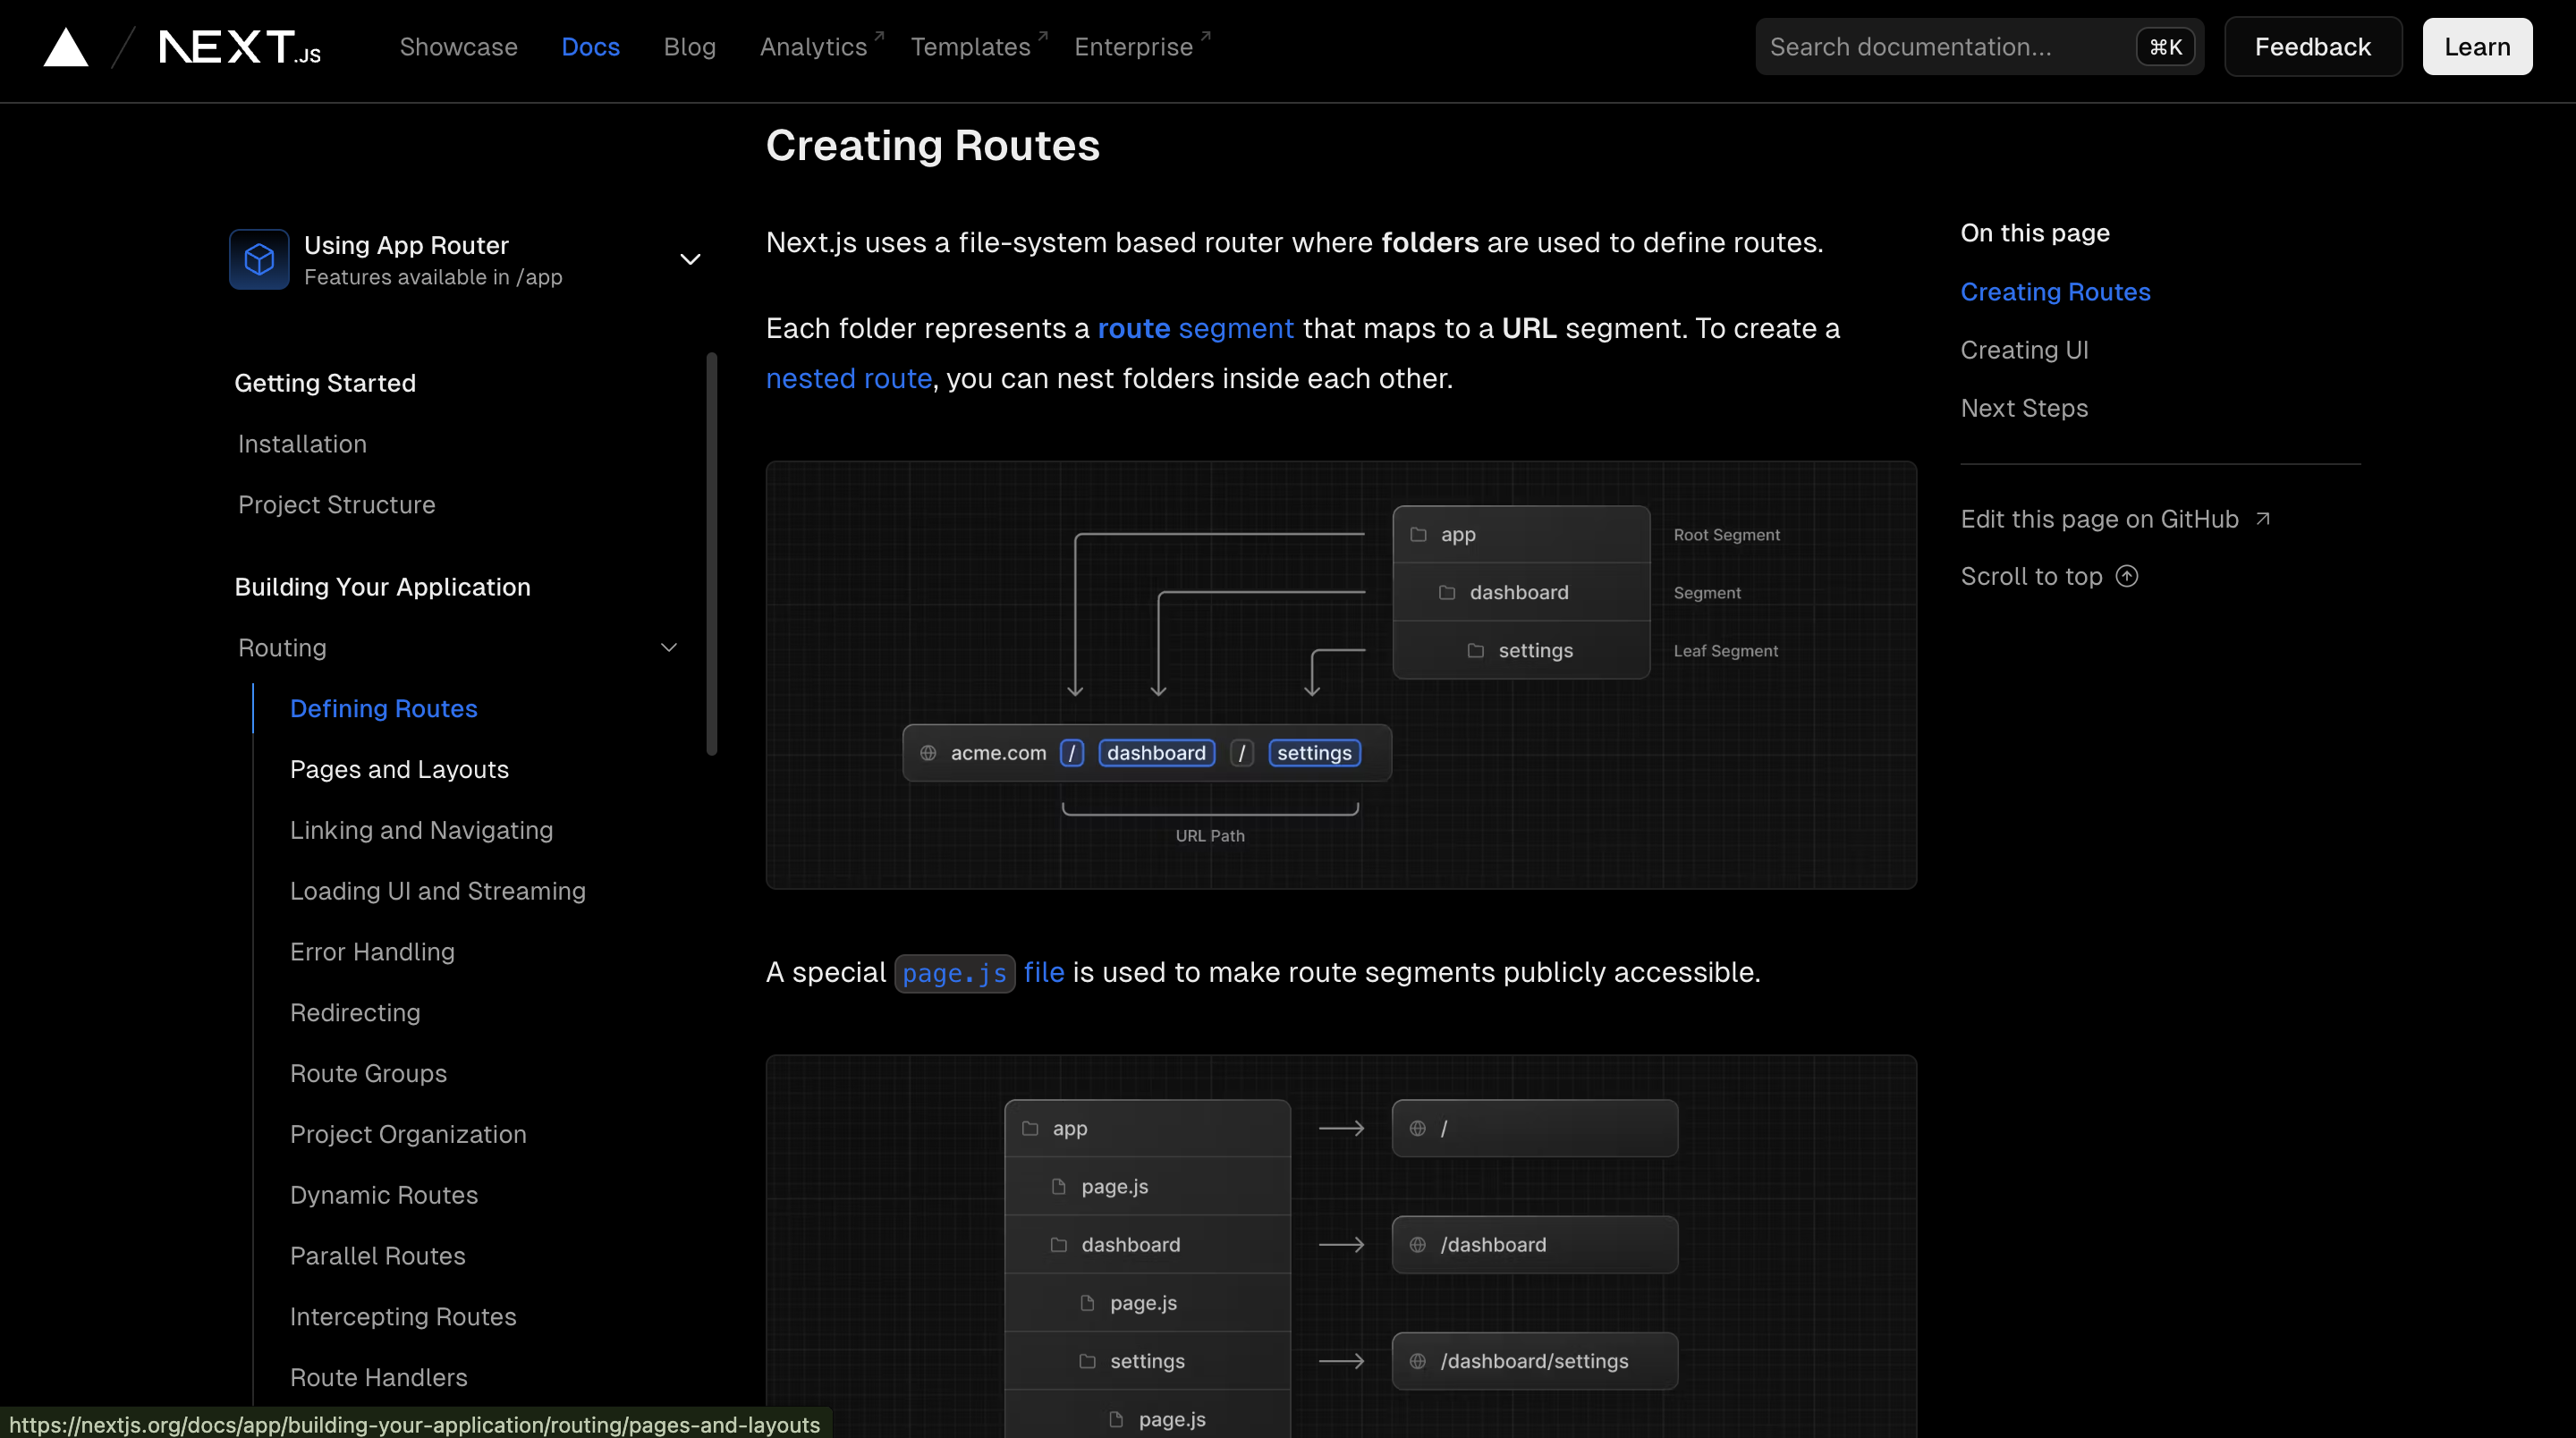 NEXT.JS
Showcase
Docs
Blog
Analytics
Templates
Enterprise
Search documentation...
⌘K
Feedback
Learn
Using App Router
Features available in /app
Getting Started
Installation
Project Structure
Building Your Application
Routing
Defining Routes
Pages and Layouts
Linking and Navigating
Loading UI and Streaming
Error Handling
Redirecting
Route Groups
Project Organization
Dynamic Routes
Parallel Routes
Intercepting Routes
Route Handlers
Creating Routes
Next.js uses a file-system based router where folders are used to define routes.
Each folder represents a route segment that maps to a URL segment. To create a
nested route, you can nest folders inside each other.
app
Root Segment
dashboard
Segment
settings
Leaf Segment
acme.com / dashboard / settings
URL Path
A special page.js file is used to make route segments publicly accessible.
app
/
page.js
dashboard
/dashboard
page.js
settings
/dashboard/settings
page.js
On this page
Creating Routes
Creating UI
Next Steps
Edit this page on GitHub
Scroll to top
https://nextjs.org/docs/app/building-your-application/routing/pages-and-layouts